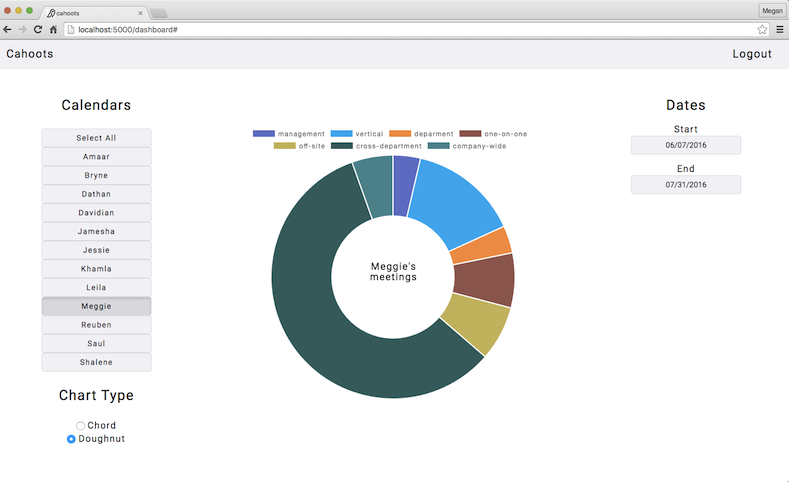 cahoots
Megan
localhost:5000/dashboard#
Cahoots
Logout
Calendars
Select All
Amaar
Bryne
Dathan
Davidian
Jamesha
Jessie
Khamla
Leila
Meggie
Reuben
Saul
Shalene
Chart Type
Chord
Doughnut
management vertical deparment one-on-one
off-site cross-department company-wide
Meggie's
meetings
Dates
Start
06/07/2016
End
07/31/2016